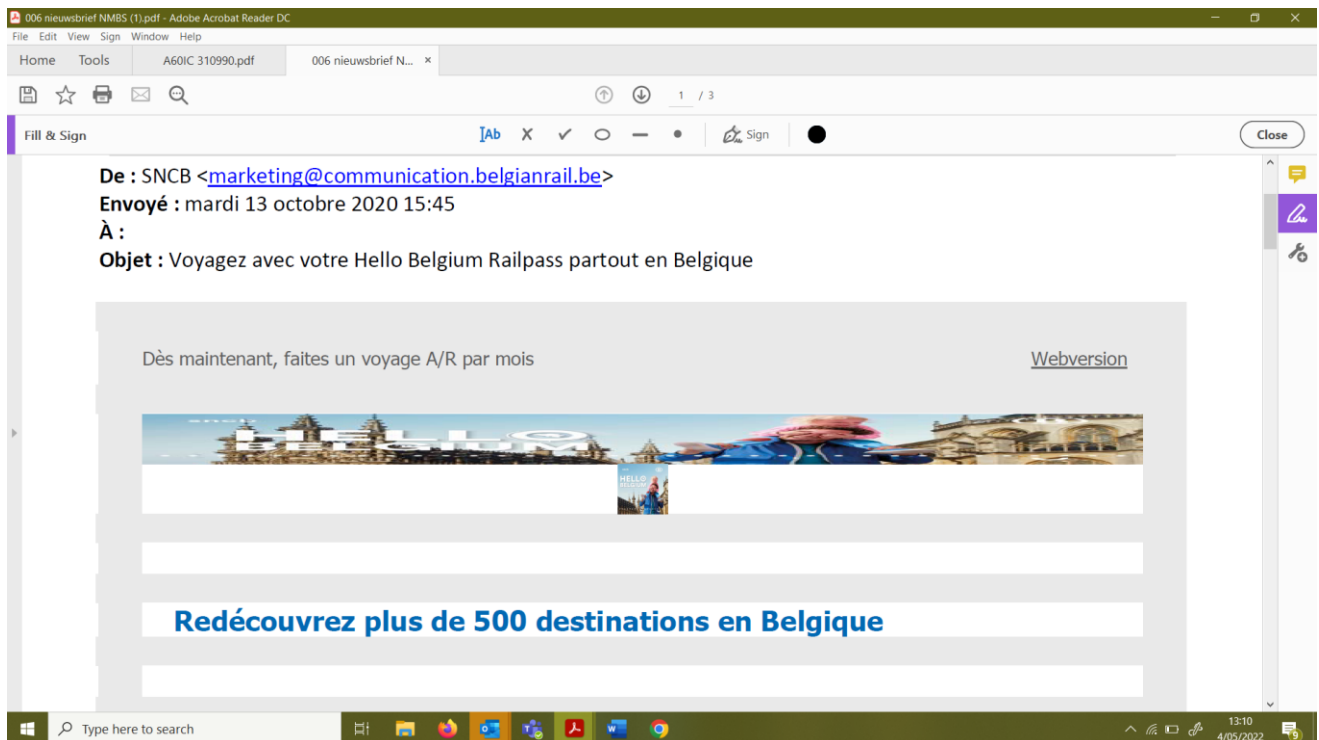 006 nieuwsbrief NMBS (1).pdf - Adobe Acrobat Reader DC
File Edit View Sign Window Help
Home Tools A60IC 310990.pdf 006 nieuwsbrief N... ×
1 / 3
Fill & Sign Ab Sign Close
De : SNCB <marketing@communication.belgianrail.be>
Envoyé : mardi 13 octobre 2020 15:45
À :
Objet : Voyagez avec votre Hello Belgium Railpass partout en Belgique
Dès maintenant, faites un voyage A/R par mois Webversion
HELLO
BELGIUM
HELLO
BELGIUM
Redécouvrez plus de 500 destinations en Belgique
Type here to search 13:10
4/05/2022